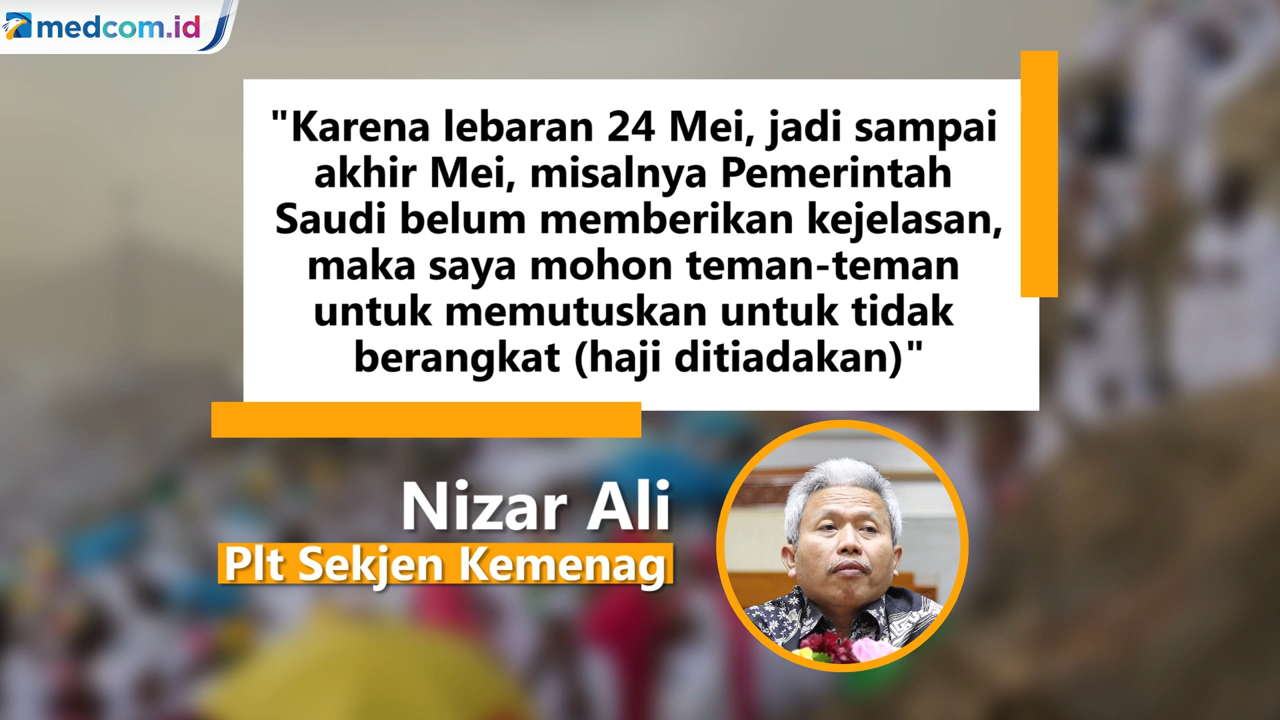 medcom.id
"Karena lebaran 24 Mei, jadi sampai
akhir Mei, misalnya Pemerintah
Saudi belum memberikan kejelasan,
maka saya mohon teman-teman
untuk memutuskan untuk tidak
berangkat (haji ditiadakan)"
Nizar Ali
Plt Sekjen Kemenag